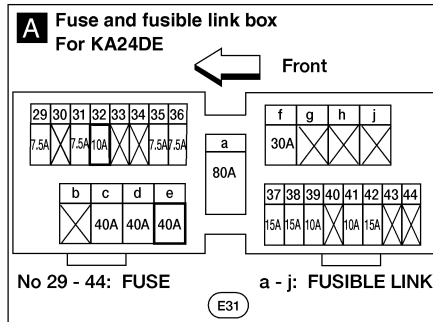 A Fuse and fusible link box
For KA24DE
Front
29 30 31 32 33 34 35 36
7.5A 7.5A 10A 7.5A 7.5A
a
80A
f g h j
30A
b c d e
40A 40A 40A
37 38 39 40 41 42 43 44
15A 15A 10A 10A 15A
No 29 - 44: FUSE
a - j: FUSIBLE LINK
E31